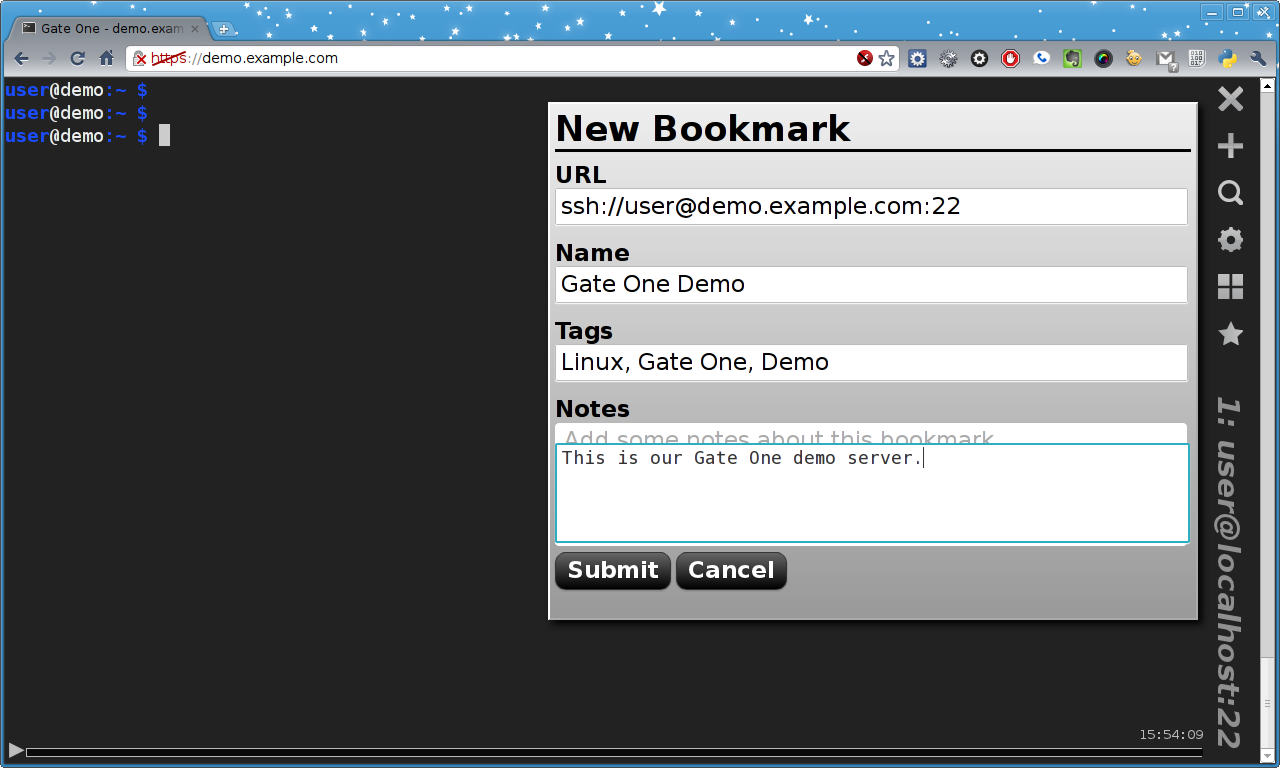 Gate One - demo.exam
https://demo.example.com
user@demo:~ $
user@demo:~ $
user@demo:~ $
New Bookmark
URL
ssh://user@demo.example.com:22
Name
Gate One Demo
Tags
Linux, Gate One, Demo
Notes
Add some notes about this bookmark
This is our Gate One demo server.
Submit Cancel
1: user@localhost:22
15:54:09